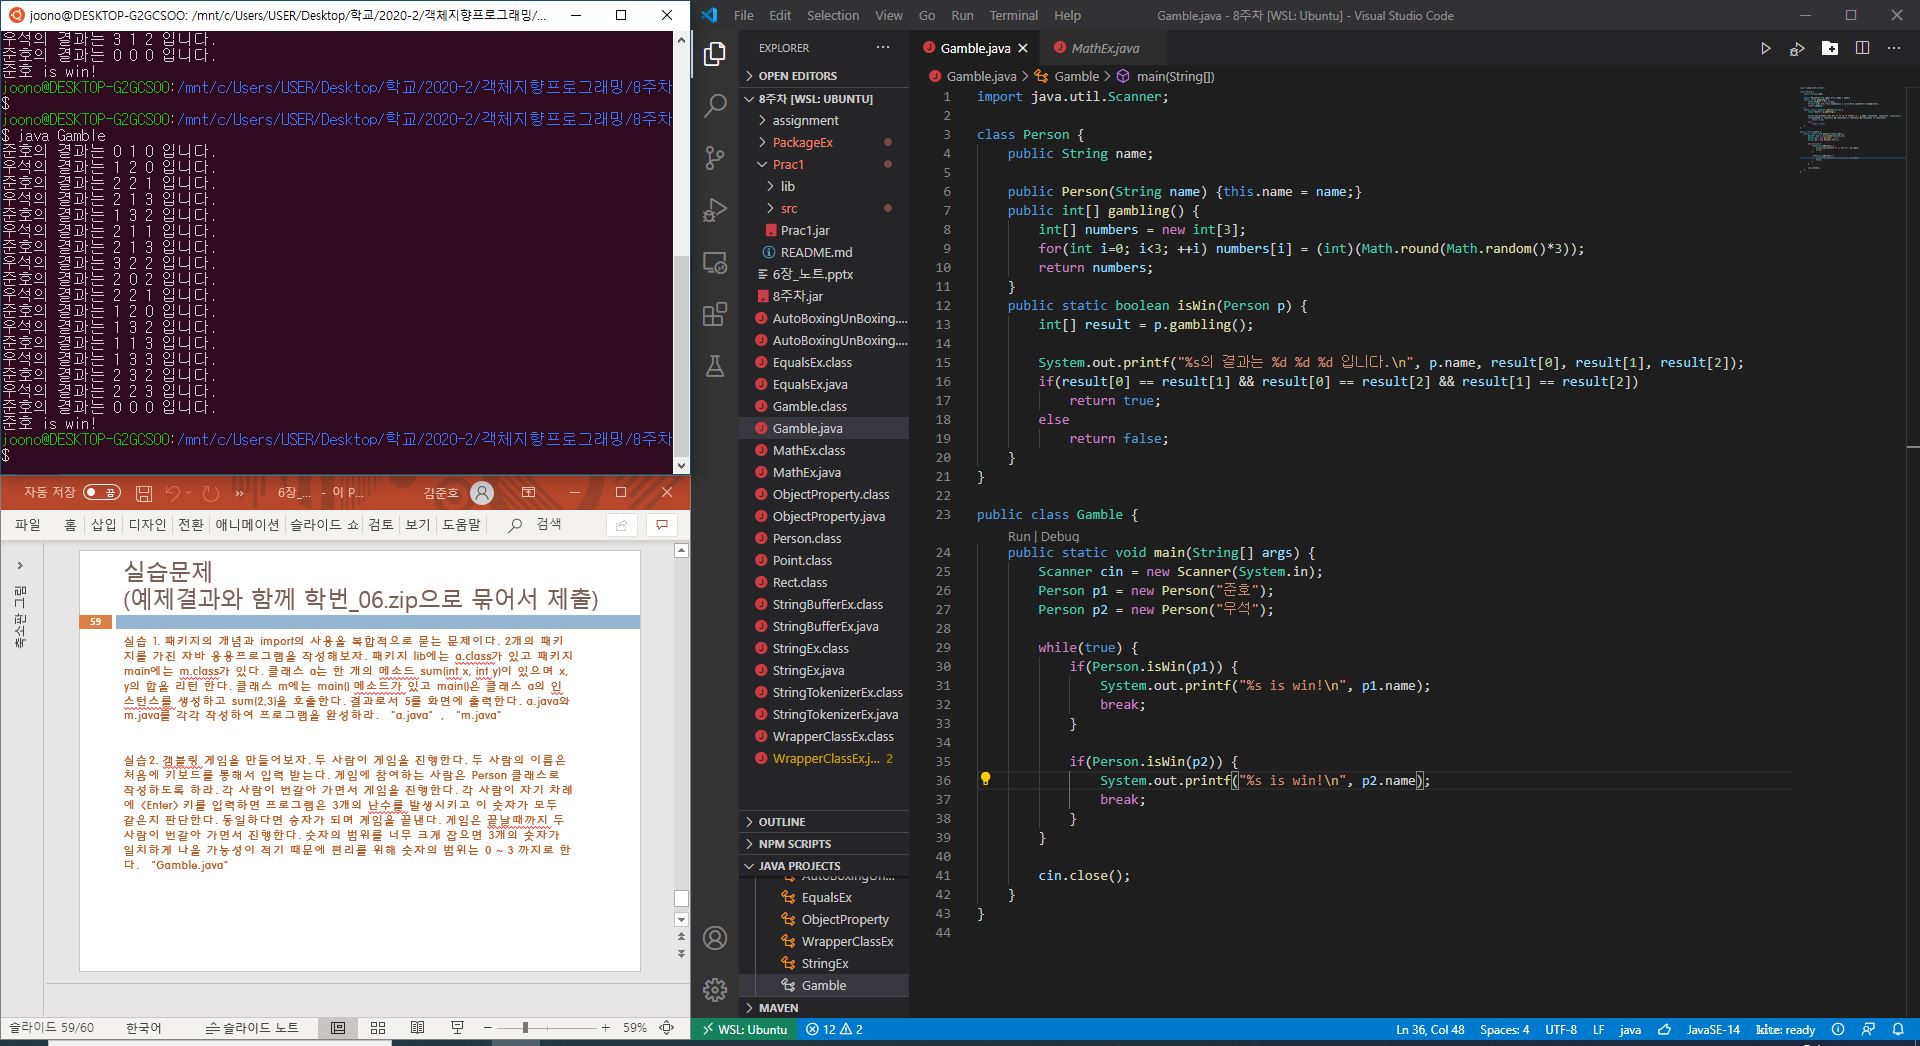 joono@DESKTOP-G2GCSOO: /mnt/c/Users/USER/Desktop/학교/2020-2/객체지향프로그래밍/...
우석의 결과는 3 1 2 입니다.
준호의 결과는 0 0 0 입니다.
준호 is win!
joono@DESKTOP-G2GCSOO:/mnt/c/Users/USER/Desktop/학교/2020-2/객체지향프로그래밍/8주차
$
joono@DESKTOP-G2GCSOO:/mnt/c/Users/USER/Desktop/학교/2020-2/객체지향프로그래밍/8주차
$ java Gamble
준호의 결과는 0 1 0 입니다.
우석의 결과는 1 2 0 입니다.
준호의 결과는 2 2 1 입니다.
우석의 결과는 2 1 3 입니다.
준호의 결과는 1 3 2 입니다.
우석의 결과는 2 1 1 입니다.
준호의 결과는 2 1 3 입니다.
우석의 결과는 3 2 2 입니다.
준호의 결과는 2 0 2 입니다.
우석의 결과는 2 2 1 입니다.
준호의 결과는 1 2 0 입니다.
우석의 결과는 1 3 2 입니다.
준호의 결과는 1 1 3 입니다.
우석의 결과는 1 3 3 입니다.
준호의 결과는 2 3 2 입니다.
우석의 결과는 2 2 3 입니다.
준호의 결과는 0 0 0 입니다.
준호 is win!
joono@DESKTOP-G2GCSOO:/mnt/c/Users/USER/Desktop/학교/2020-2/객체지향프로그래밍/8주차
$
자동 저장 끔 6장_... - 이 P... 김준호
파일 홈 삽입 디자인 전환 애니메이션 슬라이드 쇼 검토 보기 도움말 검색
축소판 그림
실습문제
(예제결과와 함께 학번_06.zip으로 묶어서 제출)
59
실습 1. 패키지의 개념과 import의 사용을 복합적으로 묻는 문제이다. 2개의 패키
지를 가진 자바 응용프로그램을 작성해보자. 패키지 lib에는 a.class가 있고 패키지
main에는 m.class가 있다. 클래스 a는 한 개의 메소드 sum(int x, int y)이 있으며 x,
y의 합을 리턴 한다. 클래스 m에는 main() 메소드가 있고 main()은 클래스 a의 인
스턴스를 생성하고 sum(2,3)을 호출한다. 결과로서 5를 화면에 출력한다. a.java와
m.java를 각각 작성하여 프로그램을 완성하라. "a.java" , "m.java"
실습2. 갬블링 게임을 만들어보자. 두 사람이 게임을 진행한다. 두 사람의 이름은
처음에 키보드를 통해서 입력 받는다. 게임에 참여하는 사람은 Person 클래스로
작성하도록 하라. 각 사람이 번갈아 가면서 게임을 진행한다. 각 사람이 자기 차례
에 <Enter> 키를 입력하면 프로그램은 3개의 난수를 발생시키고 이 숫자가 모두
같은지 판단한다. 동일하다면 승자가 되며 게임을 끝낸다. 게임은 끝날때까지 두
사람이 번갈아 가면서 진행한다. 숫자의 범위를 너무 크게 잡으면 3개의 숫자가
일치하게 나올 가능성이 적기 때문에 편리를 위해 숫자의 범위는 0 ~ 3 까지로 한
다. "Gamble.java"
슬라이드 59/60 한국어 슬라이드 노트 59%
File Edit Selection View Go Run Terminal Help Gamble.java - 8주차 [WSL: Ubuntu] - Visual Studio Code
EXPLORER
OPEN EDITORS
8주차 [WSL: UBUNTU]
assignment
PackageEx
Prac1
lib
src
Prac1.jar
README.md
6장_노트.pptx
8주차.jar
AutoBoxingUnBoxing....
AutoBoxingUnBoxing....
EqualsEx.class
EqualsEx.java
Gamble.class
Gamble.java
MathEx.class
MathEx.java
ObjectProperty.class
ObjectProperty.java
Person.class
Point.class
Rect.class
StringBufferEx.class
StringBufferEx.java
StringEx.class
StringEx.java
StringTokenizerEx.class
StringTokenizerEx.java
WrapperClassEx.class
WrapperClassEx.j... 2
OUTLINE
NPM SCRIPTS
JAVA PROJECTS
AutoBoxingUn...
EqualsEx
ObjectProperty
WrapperClassEx
StringEx
Gamble
MAVEN
Gamble.java MathEx.java
Gamble.java > Gamble > main(String[])
1 import java.util.Scanner;
2
3 class Person {
4 public String name;
5
6 public Person(String name) {this.name = name;}
7 public int[] gambling() {
8 int[] numbers = new int[3];
9 for(int i=0; i<3; ++i) numbers[i] = (int)(Math.round(Math.random()*3));
10 return numbers;
11 }
12 public static boolean isWin(Person p) {
13 int[] result = p.gambling();
14
15 System.out.printf("%s의 결과는 %d %d %d 입니다.\n", p.name, result[0], result[1], result[2]);
16 if(result[0] == result[1] && result[0] == result[2] && result[1] == result[2])
17 return true;
18 else
19 return false;
20 }
21 }
22
23 public class Gamble {
Run | Debug
24 public static void main(String[] args) {
25 Scanner cin = new Scanner(System.in);
26 Person p1 = new Person("준호");
27 Person p2 = new Person("우석");
28
29 while(true) {
30 if(Person.isWin(p1)) {
31 System.out.printf("%s is win!\n", p1.name);
32 break;
33 }
34
35 if(Person.isWin(p2)) {
36 System.out.printf("%s is win!\n", p2.name);
37 break;
38 }
39 }
40
41 cin.close();
42 }
43 }
44
WSL: Ubuntu 12 2 Ln 36, Col 48 Spaces: 4 UTF-8 LF java JavaSE-14 kite: ready